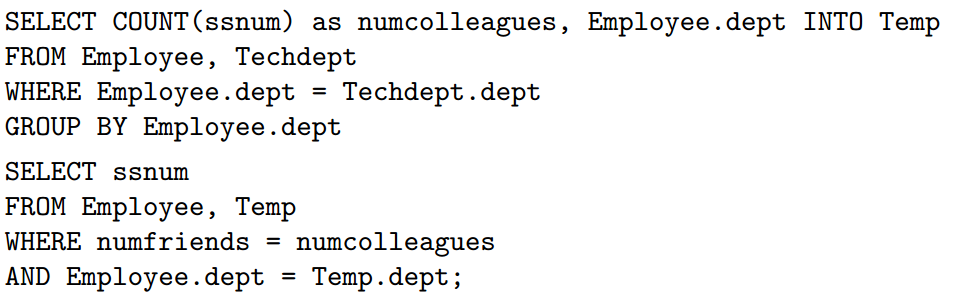 SELECT COUNT(ssnum) as numcolleagues, Employee.dept INTO Temp
FROM Employee, Techdept
WHERE Employee.dept = Techdept.dept
GROUP BY Employee.dept
SELECT ssnum
FROM Employee, Temp
WHERE numfriends = numcolleagues
AND Employee.dept = Temp.dept;